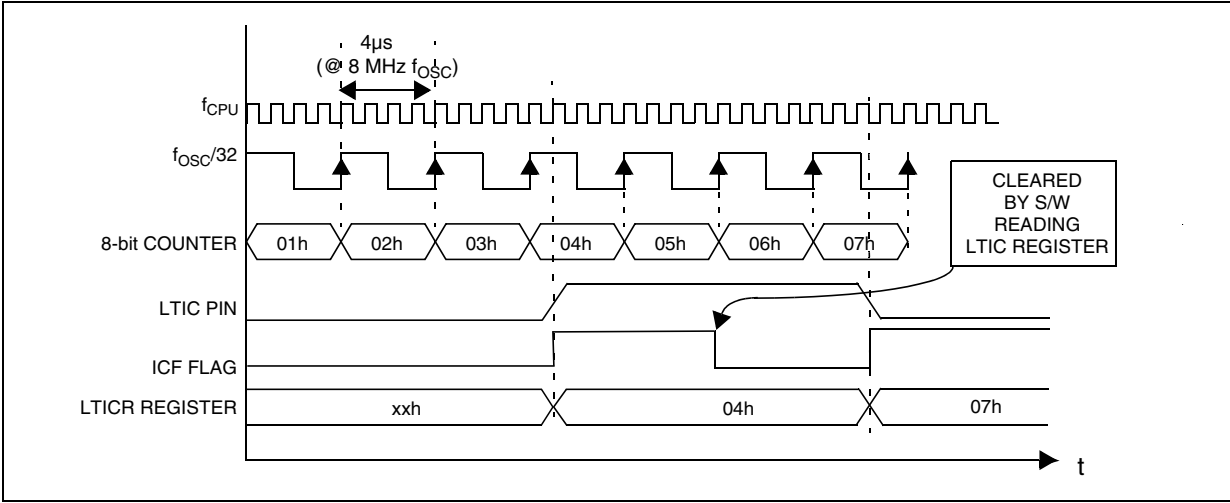 4µs
(@ 8 MHz fOSC)
fCPU
fOSC/32
CLEARED
BY S/W
READING
LTIC REGISTER
8-bit COUNTER
01h 02h 03h 04h 05h 06h 07h
LTIC PIN
ICF FLAG
LTICR REGISTER
xxh 04h 07h
t